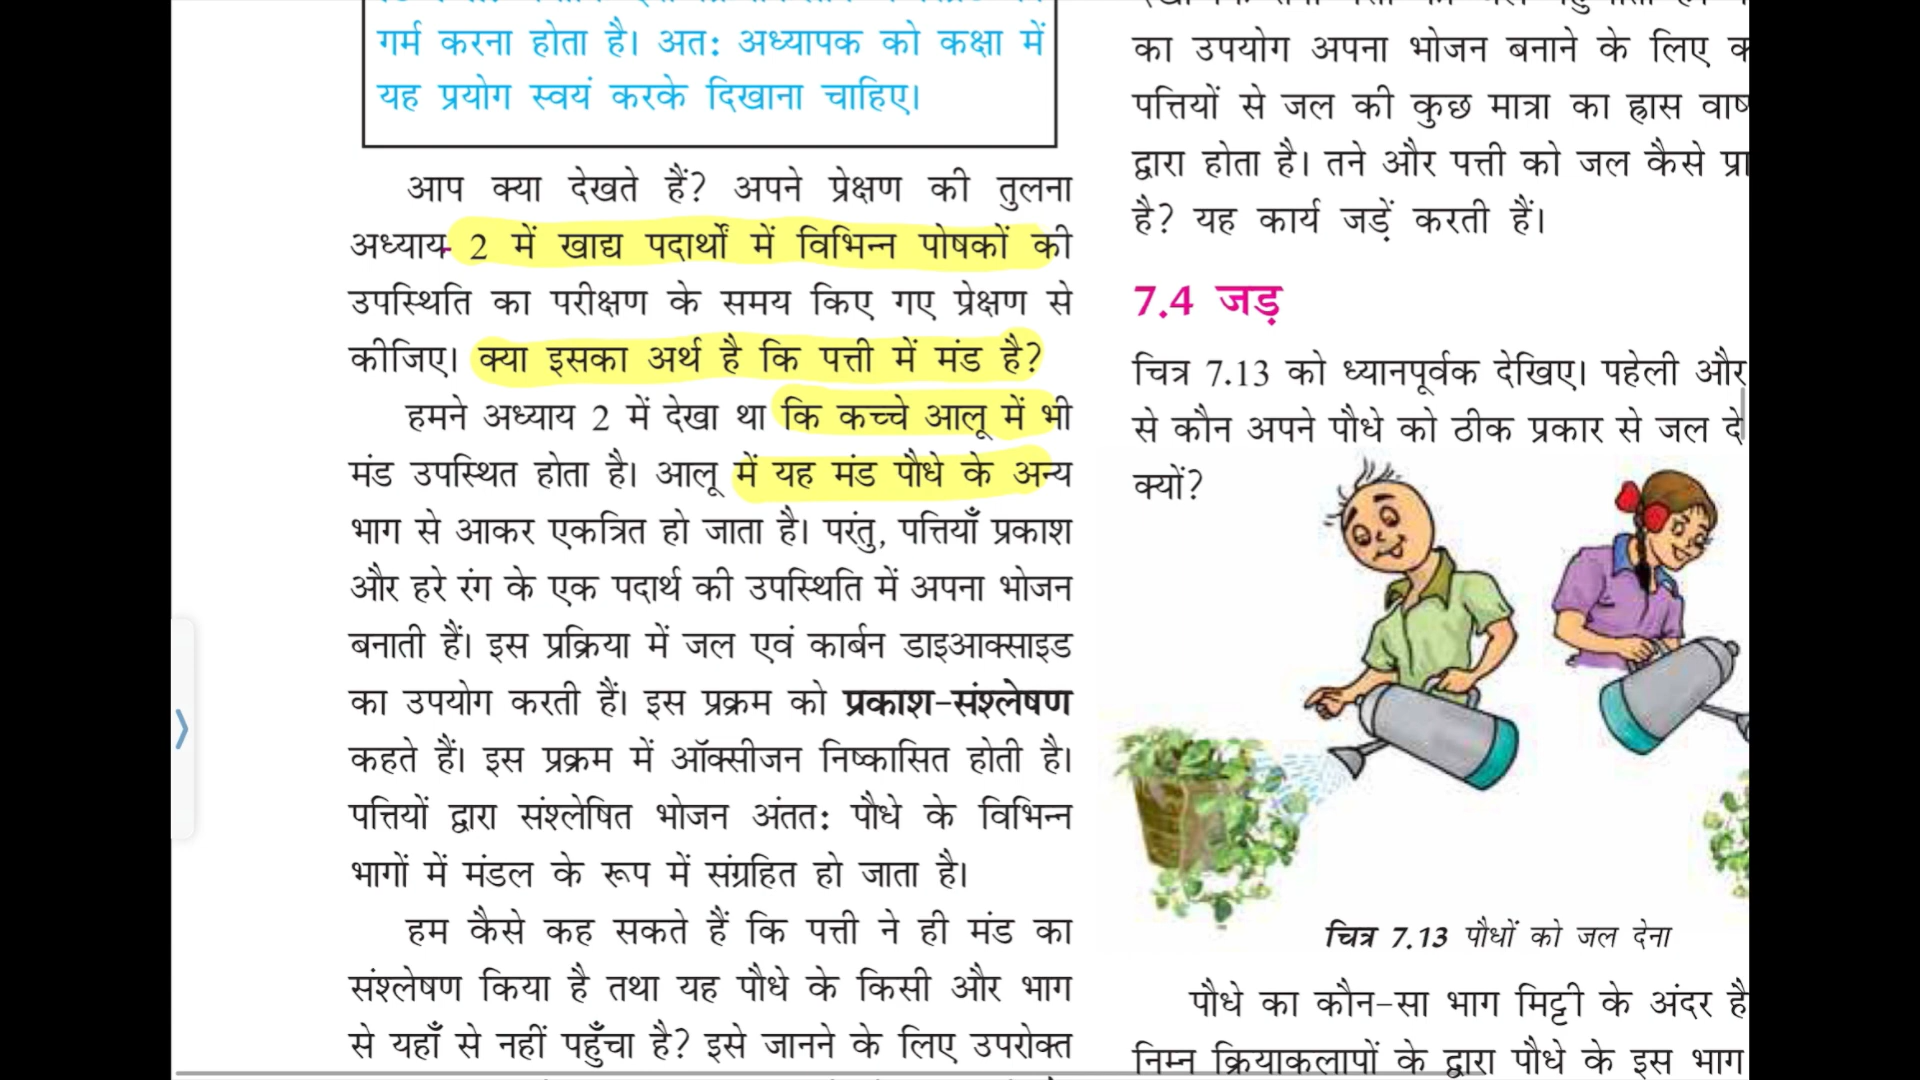 गर्म करना होता है। अत: अध्यापक को कक्षा में
यह प्रयोग स्वयं करके दिखाना चाहिए।
आप क्या देखते हैं? अपने प्रेक्षण की तुलना
अध्याय 2 में खाद्य पदार्थों में विभिन्न पोषकों की
उपस्थिति का परीक्षण के समय किए गए प्रेक्षण से
कीजिए। क्या इसका अर्थ है कि पत्ती में मंड है?
हमने अध्याय 2 में देखा था कि कच्चे आलू में भी
मंड उपस्थित होता है। आलू में यह मंड पौधे के अन्य
भाग से आकर एकत्रित हो जाता है। परंतु, पत्तियाँ प्रकाश
और हरे रंग के एक पदार्थ की उपस्थिति में अपना भोजन
बनाती हैं। इस प्रक्रिया में जल एवं कार्बन डाइआक्साइड
का उपयोग करती हैं। इस प्रक्रम को प्रकाश-संश्लेषण
कहते हैं। इस प्रक्रम में ऑक्सीजन निष्कासित होती है।
पत्तियों द्वारा संश्लेषित भोजन अंतत: पौधे के विभिन्न
भागों में मंडल के रूप में संग्रहित हो जाता है।
हम कैसे कह सकते हैं कि पत्ती ने ही मंड का
संश्लेषण किया है तथा यह पौधे के किसी और भाग
से यहाँ से नहीं पहुँचा है? इसे जानने के लिए उपरोक्त
का उपयोग अपना भोजन बनाने के लिए
पत्तियों से जल की कुछ मात्रा का ह्रास
द्वारा होता है। तने और पत्ती को जल कैसे
है? यह कार्य जड़ें करती हैं।
7.4 जड़
चित्र 7.13 को ध्यानपूर्वक देखिए। पहेली और
से कौन अपने पौधे को ठीक प्रकार से जल
क्यों?
चित्र 7.13 पौधों को जल देना
पौधे का कौन-सा भाग मिट्टी के अंदर है
निम्न क्रियाकलापों के द्वारा पौधे के इस भाग